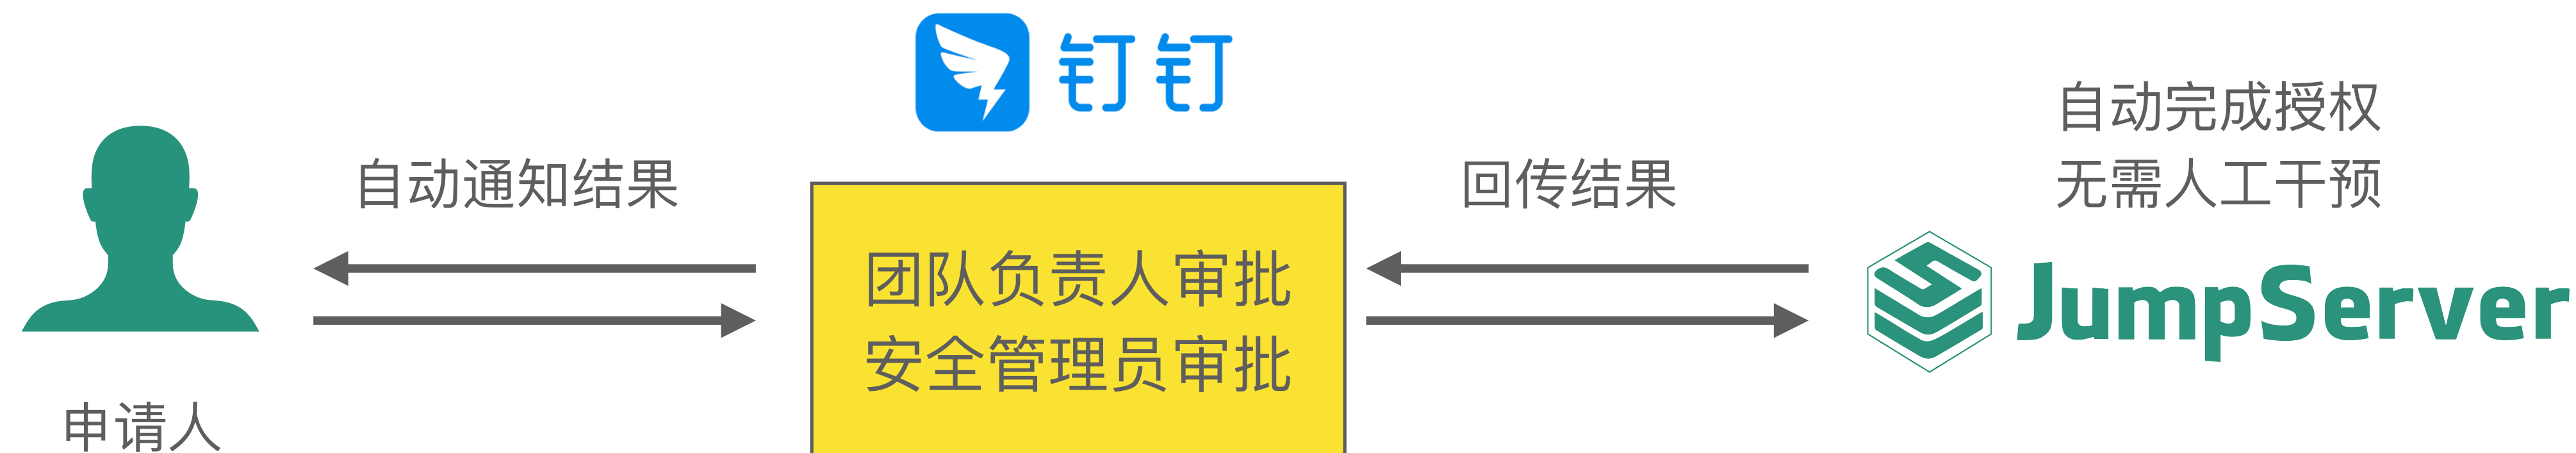 钉钉
自动完成授权
无需人工干预
自动通知结果
回传结果
团队负责人审批
安全管理员审批
JumpServer
申请人